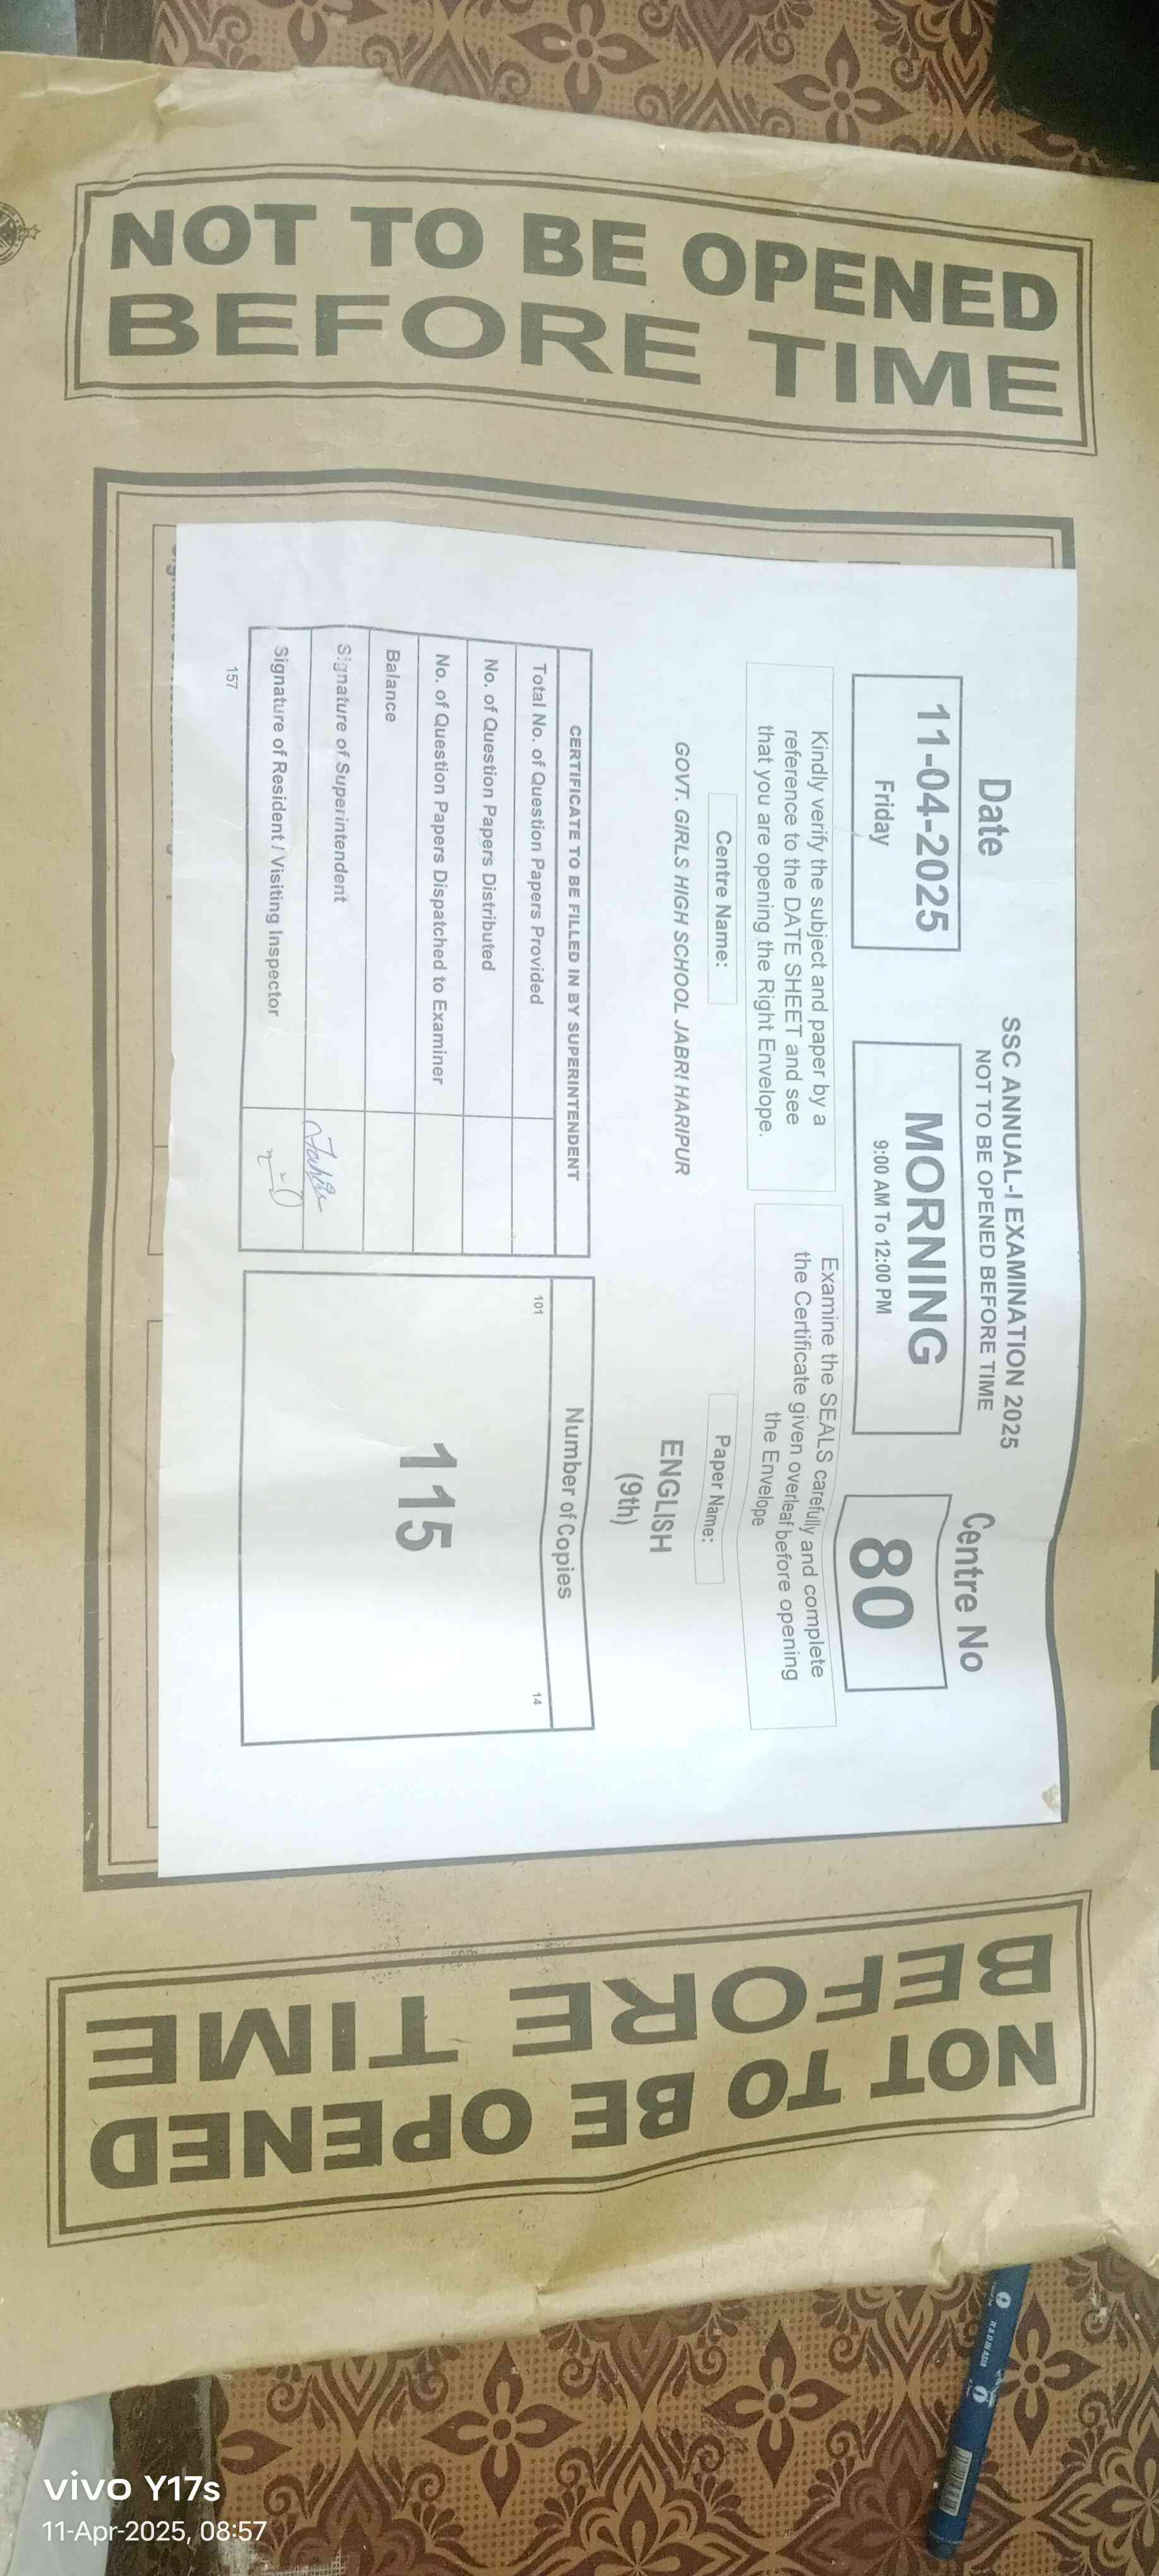 NOT TO BE OPENED
BEFORE TIME
SSC ANNUAL-I EXAMINATION 2025
NOT TO BE OPENED BEFORE TIME
Date
Centre No
11-04-2025
Friday
MORNING
9:00 AM To 12:00 PM
80
Kindly verify the subject and paper by a
reference to the DATE SHEET and see
that you are opening the Right Envelope.
Examine the SEALS carefully and complete
the Certificate given overleaf before opening
the Envelope
Centre Name:
Paper Name:
GOVT. GIRLS HIGH SCHOOL JABRI HARIPUR
ENGLISH
(9th)
CERTIFICATE TO BE FILLED IN BY SUPERINTENDENT
Total No. of Question Papers Provided
No. of Question Papers Distributed
No. of Question Papers Dispatched to Examiner
Balance
Signature of Superintendent
Signature of Resident / Visiting Inspector
157
Number of Copies
101
14
115
NOT TO BE OPENED
BEFORE TIME
vivo Y17s
11-Apr-2025, 08:57